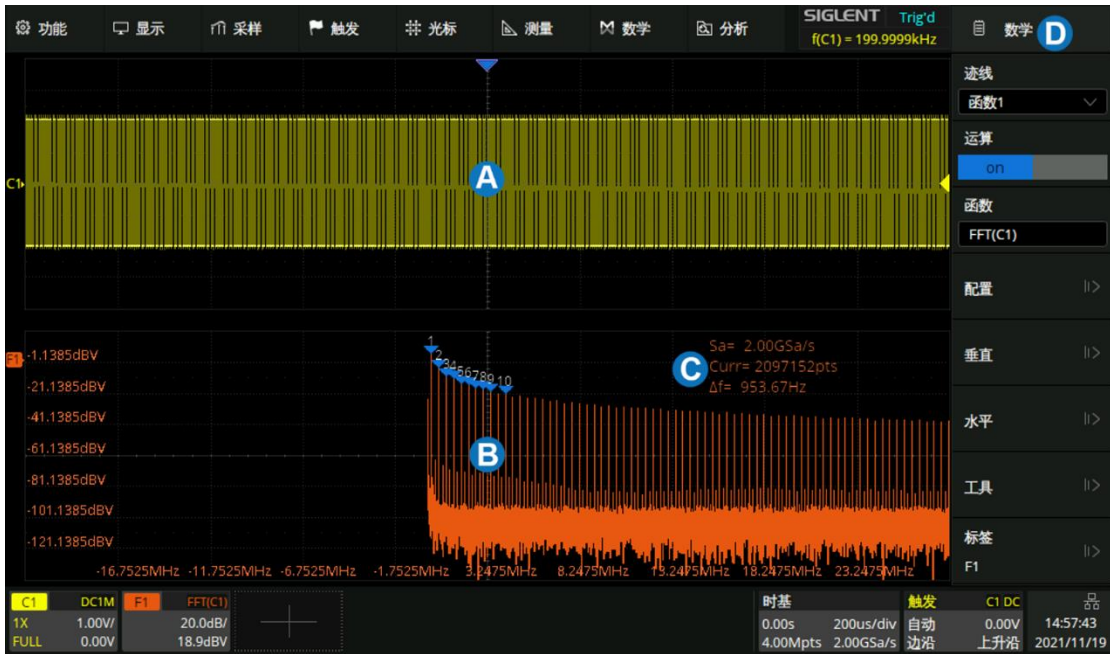 功能 显示 采样 触发 光标 测量 数学 分析 SIGLENT Trig'd
f(C1) = 199.9999kHz
数学 D
迹线
函数1
运算
on
函数
FFT(C1)
配置
垂直
水平
工具
标签
F1
C1
A
F1
-1.1385dBV
-21.1385dBV
-41.1385dBV
-61.1385dBV
-81.1385dBV
-101.1385dBV
-121.1385dBV
1
2
3 4 5 6 7 8 9 10
B
C
Sa= 2.00GSa/s
Curr= 2097152pts
Δf= 953.67Hz
-16.7525MHz -11.7525MHz -6.7525MHz -1.7525MHz 3.2475MHz 8.2475MHz 13.2475MHz 18.2475MHz 23.2475MHz
C1 DC1M
1X 1.00V/
FULL 0.00V
F1 FFT(C1)
20.0dB/
18.9dBV
时基
0.00s 200us/div
4.00Mpts 2.00GSa/s
触发 C1 DC
自动 0.00V
边沿 上升沿
14:57:43
2021/11/19